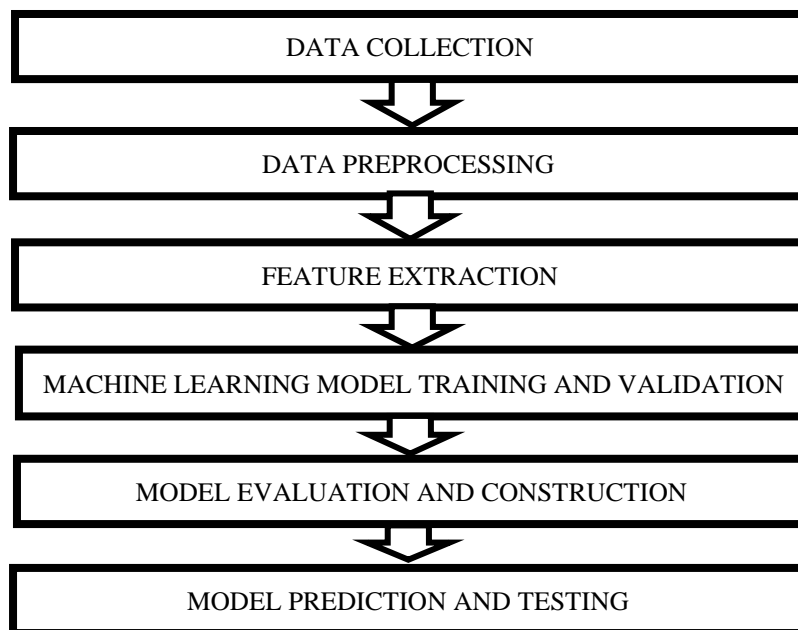 DATA COLLECTION
DATA PREPROCESSING
FEATURE EXTRACTION
MACHINE LEARNING MODEL TRAINING AND VALIDATION
MODEL EVALUATION AND CONSTRUCTION
MODEL PREDICTION AND TESTING